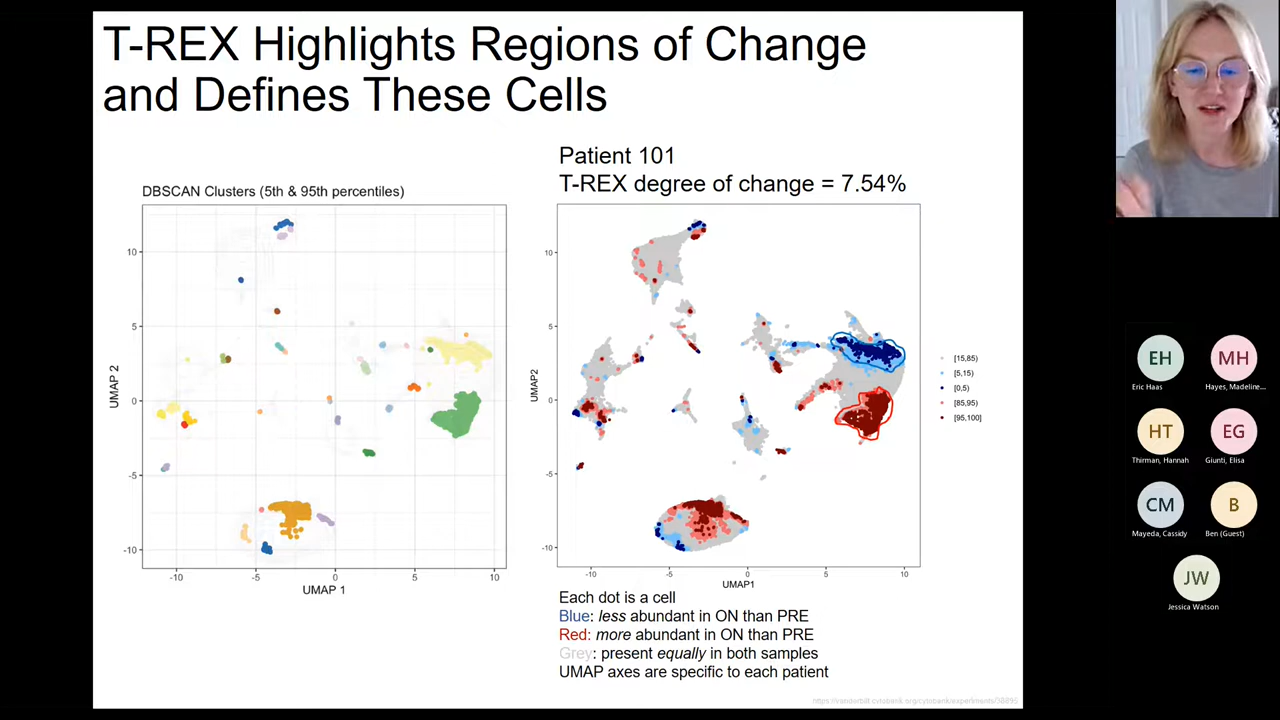 T-REX Highlights Regions of Change
and Defines These Cells
Patient 101
T-REX degree of change = 7.54%
DBSCAN Clusters (5th & 95th percentiles)
10
5
0
-5
-10
UMAP 2
-10
-5
0
5
10
UMAP 1
10
5
0
-5
-10
UMAP2
-10
-5
0
5
10
UMAP1
[15,85)
[5,15)
[0,5)
[85,95)
[95,100]
Each dot is a cell
Blue: less abundant in ON than PRE
Red: more abundant in ON than PRE
Grey: present equally in both samples
UMAP axes are specific to each patient
EH
Eric Haas
MH
Hayes, Madeline...
HT
Thirman, Hannah
EG
Giunti, Elisa
CM
Mayeda, Cassidy
B
Ben (Guest)
JW
Jessica Watson